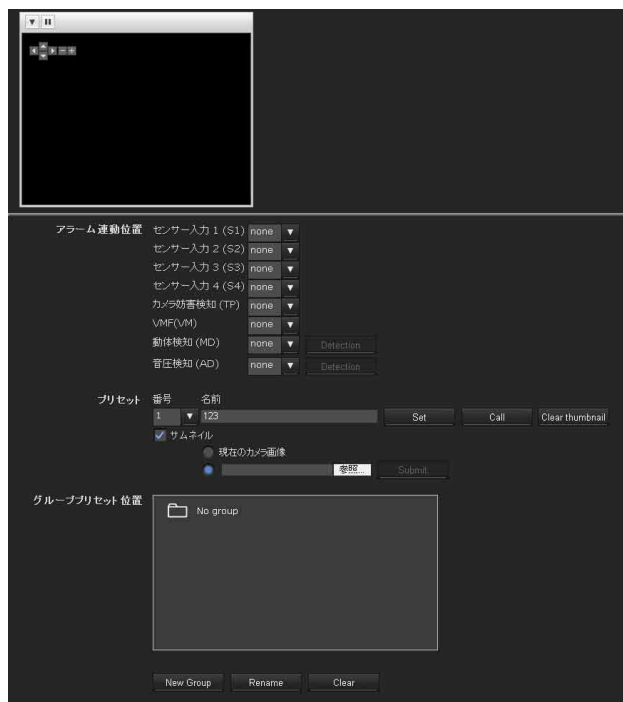 アラーム連動位置 センサー入力 1 (S1) none
センサー入力 2 (S2) none
センサー入力 3 (S3) none
センサー入力 4 (S4) none
カメラ妨害検知 (TP) none
VMF(VM) none
動体検知 (MD) none Detection
音圧検知 (AD) none Detection
プリセット 番号 名前
1 123 Set Call Clear thumbnail
サムネイル
現在のカメラ画像
参照... Submit
グループプリセット位置
No group
New Group Rename Clear